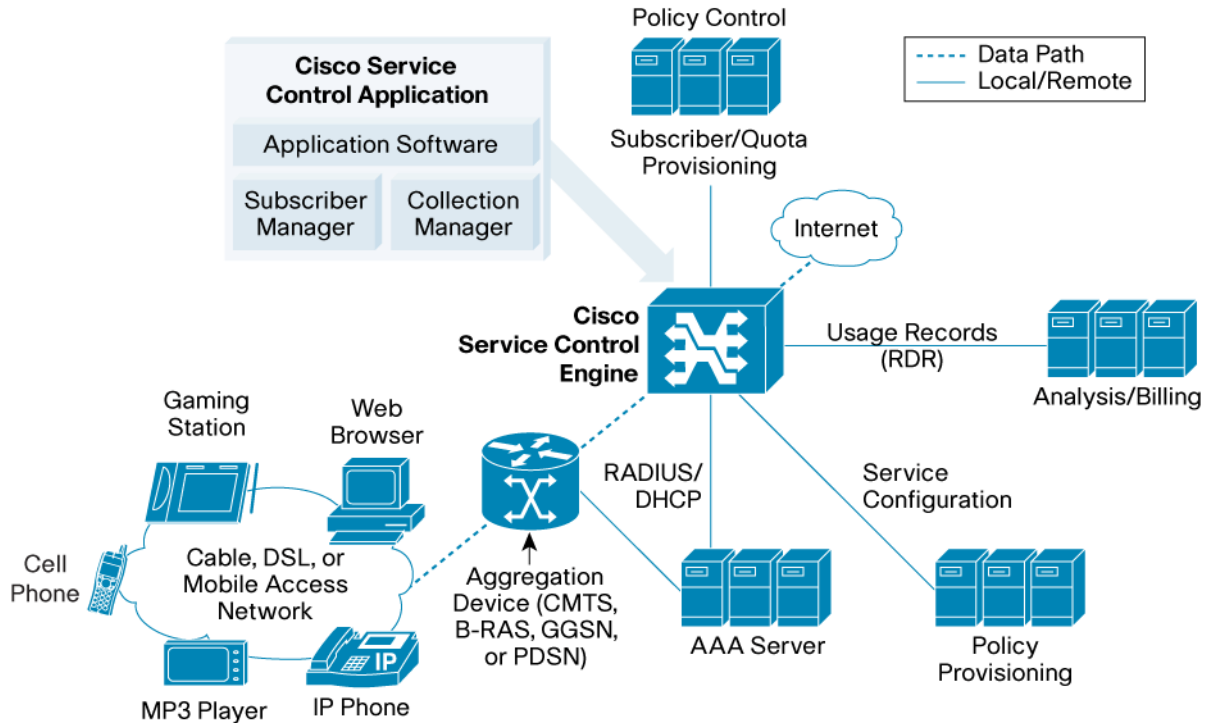 Policy Control
Data Path
Local/Remote
Cisco Service
Control Application
Application Software
Subscriber
Manager
Collection
Manager
Subscriber/Quota
Provisioning
Internet
Cisco
Service Control
Engine
Usage Records
(RDR)
Analysis/Billing
Gaming
Station
Web
Browser
RADIUS/
DHCP
Service
Configuration
Cell
Phone
Cable, DSL, or
Mobile Access
Network
Aggregation
Device (CMTS,
B-RAS, GGSN,
or PDSN)
AAA Server
Policy
Provisioning
IP
MP3 Player
IP Phone